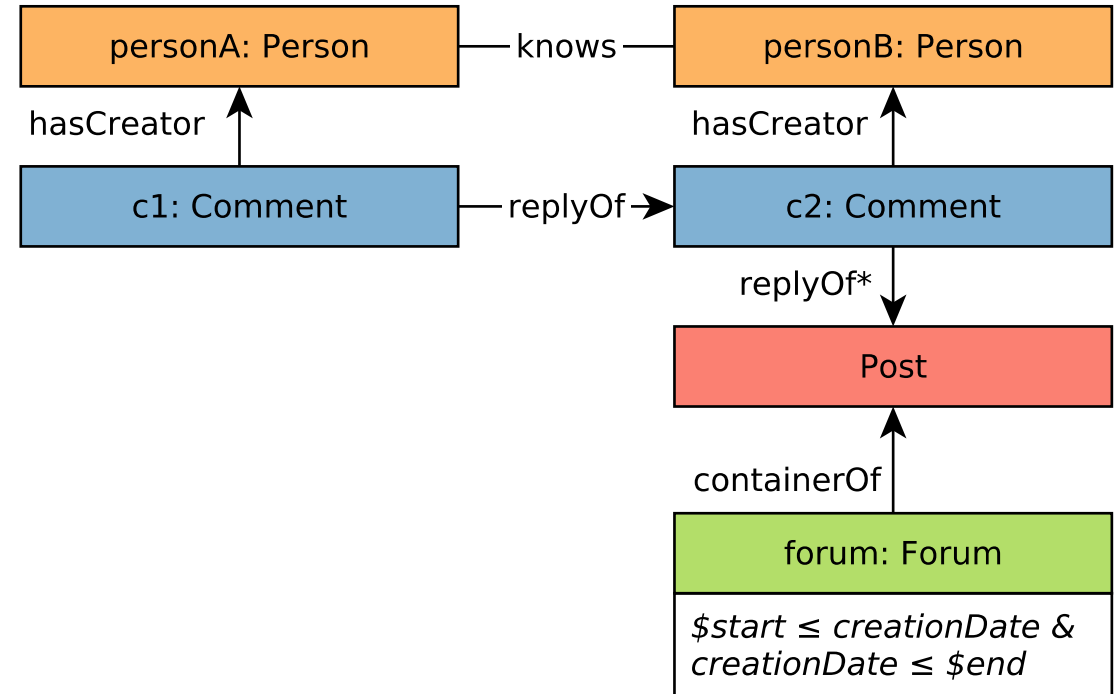 personA: Person
knows
personB: Person
hasCreator
hasCreator
c1: Comment
replyOf
c2: Comment
replyOf*
Post
containerOf
forum: Forum
$start ≤ creationDate &
creationDate ≤ $end